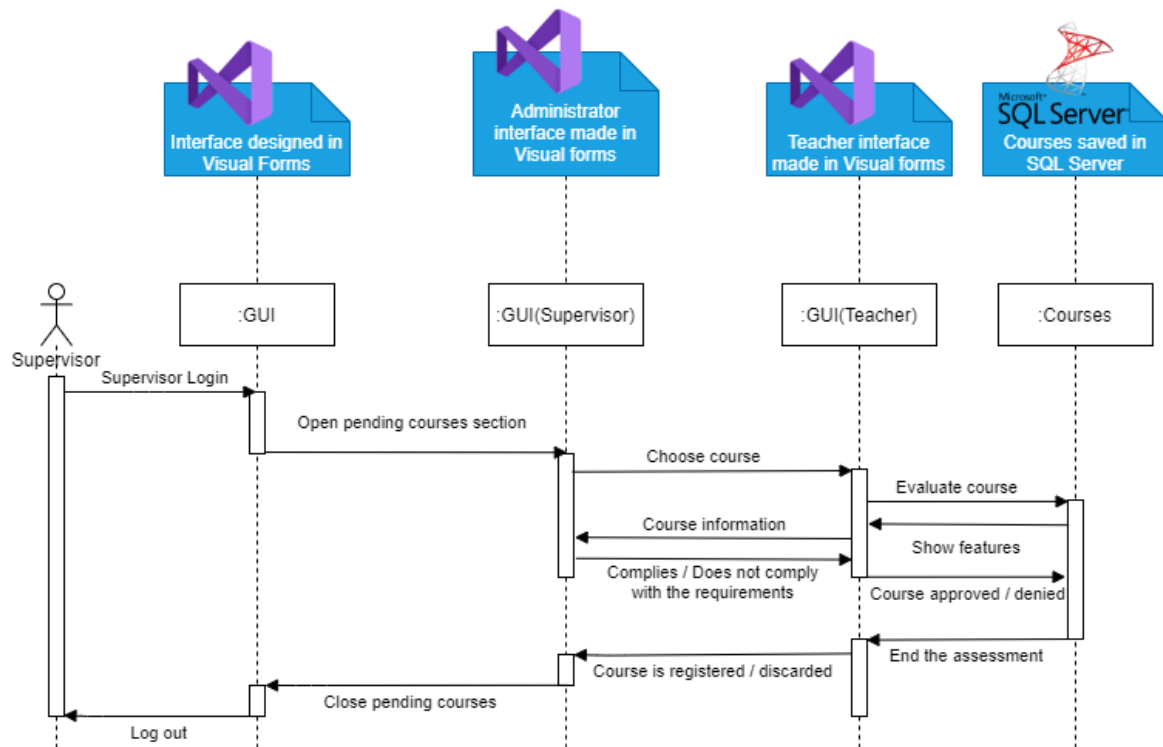 Interface designed in
Visual Forms
Administrator
interface made in
Visual forms
Teacher interface
made in Visual forms
Microsoft
SQL Server
Courses saved in
SQL Server
Supervisor
:GUI
:GUI(Supervisor)
:GUI(Teacher)
:Courses
Supervisor Login
Open pending courses section
Choose course
Evaluate course
Course information
Show features
Complies / Does not comply
with the requirements
Course approved / denied
End the assessment
Course is registered / discarded
Close pending courses
Log out